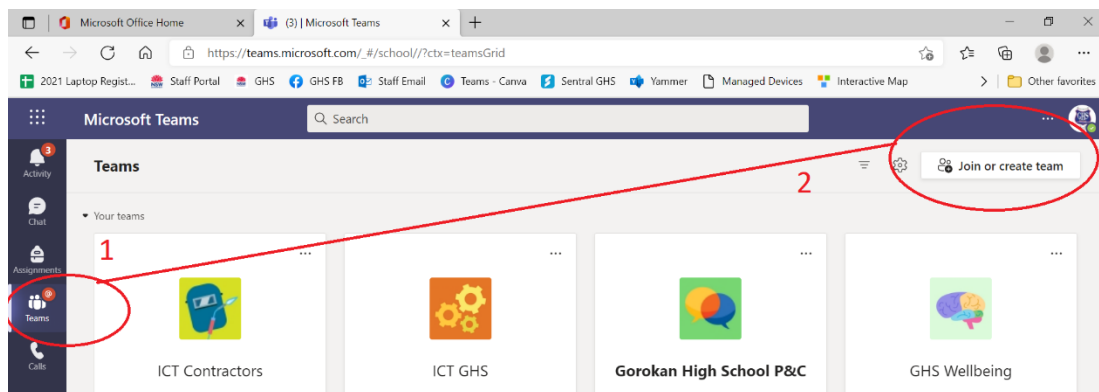 Microsoft Office Home
(3) | Microsoft Teams
https://teams.microsoft.com/_#/school//?ctx=teamsGrid
2021 Laptop Regist... Staff Portal GHS GHS FB Staff Email Teams - Canva Sentral GHS Yammer Managed Devices Interactive Map Other favorites
Microsoft Teams
Search
3
Activity
Teams
Join or create team
2
Chat
Your teams
1
Assignments
Teams
Calls
ICT Contractors
ICT GHS
Gorokan High School P&C
GHS Wellbeing